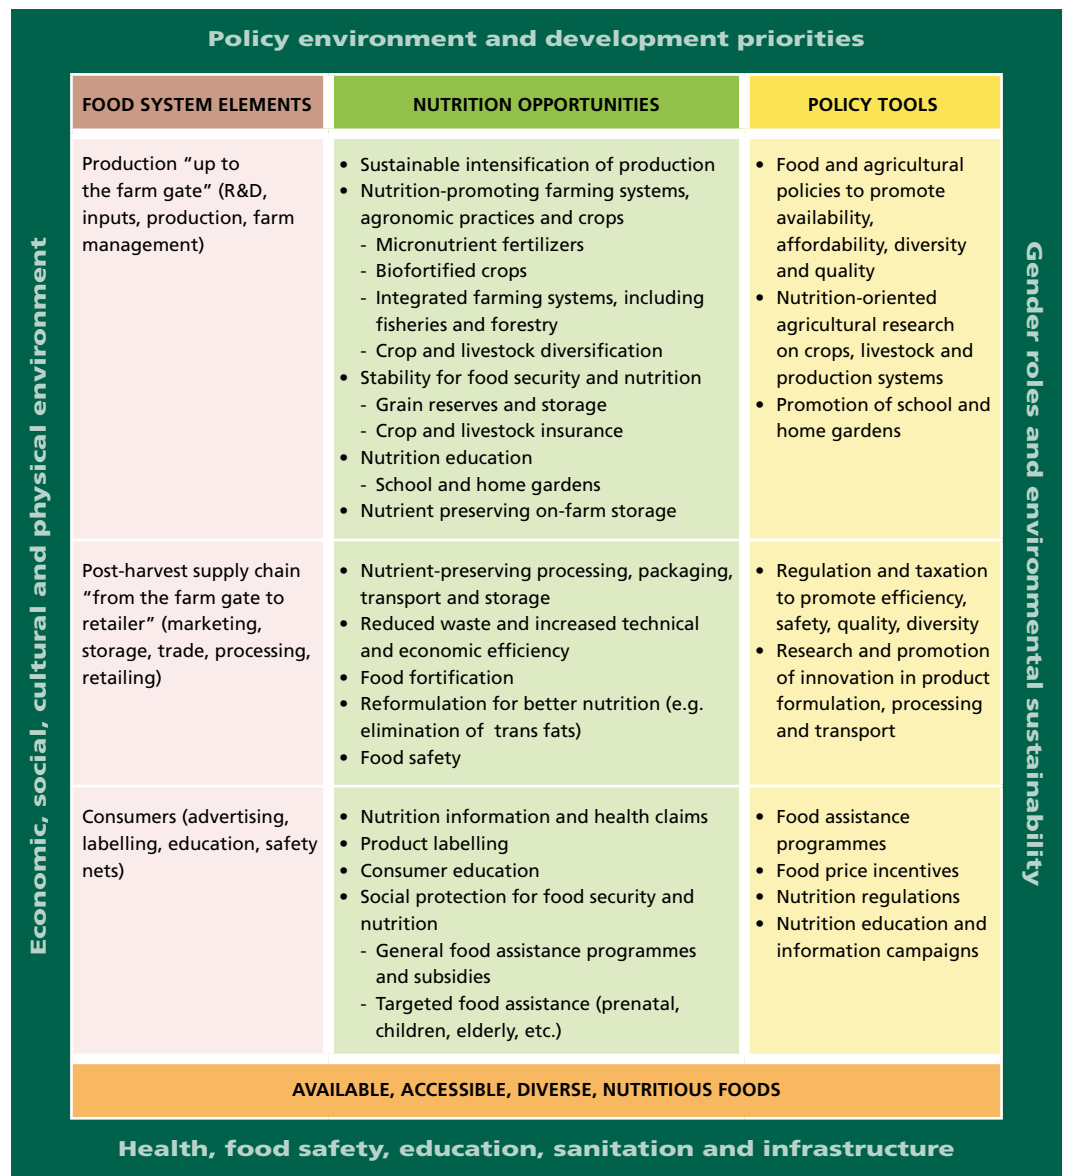 Policy environment and development priorities
Economic, social, cultural and physical environment
Gender roles and environmental sustainability
FOOD SYSTEM ELEMENTS
NUTRITION OPPORTUNITIES
POLICY TOOLS
Production “up to
the farm gate” (R&D,
inputs, production, farm
management)
• Sustainable intensification of production
• Nutrition-promoting farming systems,
agronomic practices and crops
- Micronutrient fertilizers
- Biofortified crops
- Integrated farming systems, including
fisheries and forestry
- Crop and livestock diversification
• Stability for food security and nutrition
- Grain reserves and storage
- Crop and livestock insurance
• Nutrition education
- School and home gardens
• Nutrient preserving on-farm storage
• Food and agricultural
policies to promote
availability,
affordability, diversity
and quality
• Nutrition-oriented
agricultural research
on crops, livestock and
production systems
• Promotion of school and
home gardens
Post-harvest supply chain
“from the farm gate to
retailer” (marketing,
storage, trade, processing,
retailing)
• Nutrient-preserving processing, packaging,
transport and storage
• Reduced waste and increased technical
and economic efficiency
• Food fortification
• Reformulation for better nutrition (e.g.
elimination of trans fats)
• Food safety
• Regulation and taxation
to promote efficiency,
safety, quality, diversity
• Research and promotion
of innovation in product
formulation, processing
and transport
Consumers (advertising,
labelling, education, safety
nets)
• Nutrition information and health claims
• Product labelling
• Consumer education
• Social protection for food security and
nutrition
- General food assistance programmes
and subsidies
- Targeted food assistance (prenatal,
children, elderly, etc.)
• Food assistance
programmes
• Food price incentives
• Nutrition regulations
• Nutrition education and
information campaigns
AVAILABLE, ACCESSIBLE, DIVERSE, NUTRITIOUS FOODS
Health, food safety, education, sanitation and infrastructure